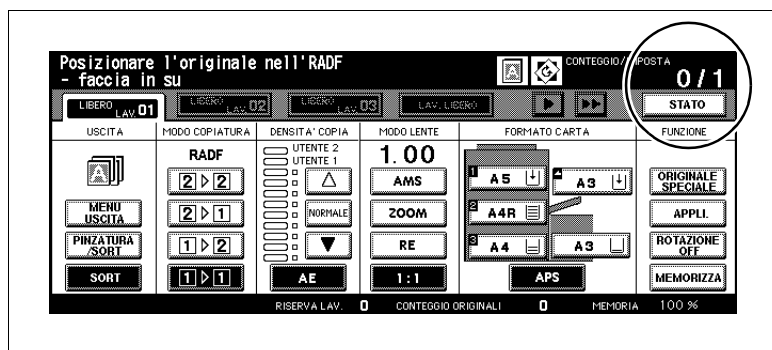 Posizionare l'originale nell'RADF
- faccia in su
CONTEGGIO/
POSTA
0/1
LIBERO LAV. 01
LIBERO LAV. 02
LIBERO LAV. 03
LAV. LIBERO
STATO
USCITA
MODO COPIATURA
DENSITA' COPIA
MODO LENTE
FORMATO CARTA
FUNZIONE
MENU
USCITA
PINZATURA
/SORT
SORT
RADF
2 ▷ 2
2 ▷ 1
1 ▷ 2
1 ▷ 1
UTENTE 2
UTENTE 1
NORMALE
AE
1.00
AMS
ZOOM
RE
1:1
1 A5
A3
2 A4R
3 A4
A3
APS
ORIGINALE
SPECIALE
APPLI.
ROTAZIONE
OFF
MEMORIZZA
RISERVA LAV. 0 CONTEGGIO ORIGINALI 0 MEMORIA 100 %